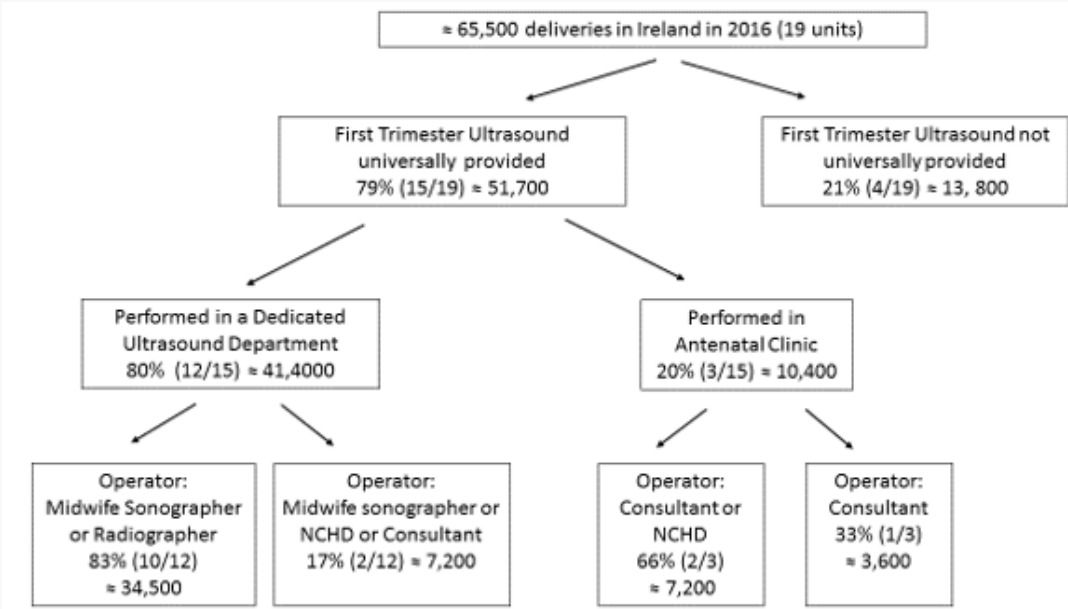 ≈ 65,500 deliveries in Ireland in 2016 (19 units)
First Trimester Ultrasound
universally provided
79% (15/19) ≈ 51,700
First Trimester Ultrasound not
universally provided
21% (4/19) ≈ 13, 800
Performed in a Dedicated
Ultrasound Department
80% (12/15) ≈ 41,4000
Performed in
Antenatal Clinic
20% (3/15) ≈ 10,400
Operator:
Midwife Sonographer
or Radiographer
83% (10/12)
≈ 34,500
Operator:
Midwife sonographer or
NCHD or Consultant
17% (2/12) ≈ 7,200
Operator:
Consultant or
NCHD
66% (2/3)
≈ 7,200
Operator:
Consultant
33% (1/3)
≈ 3,600